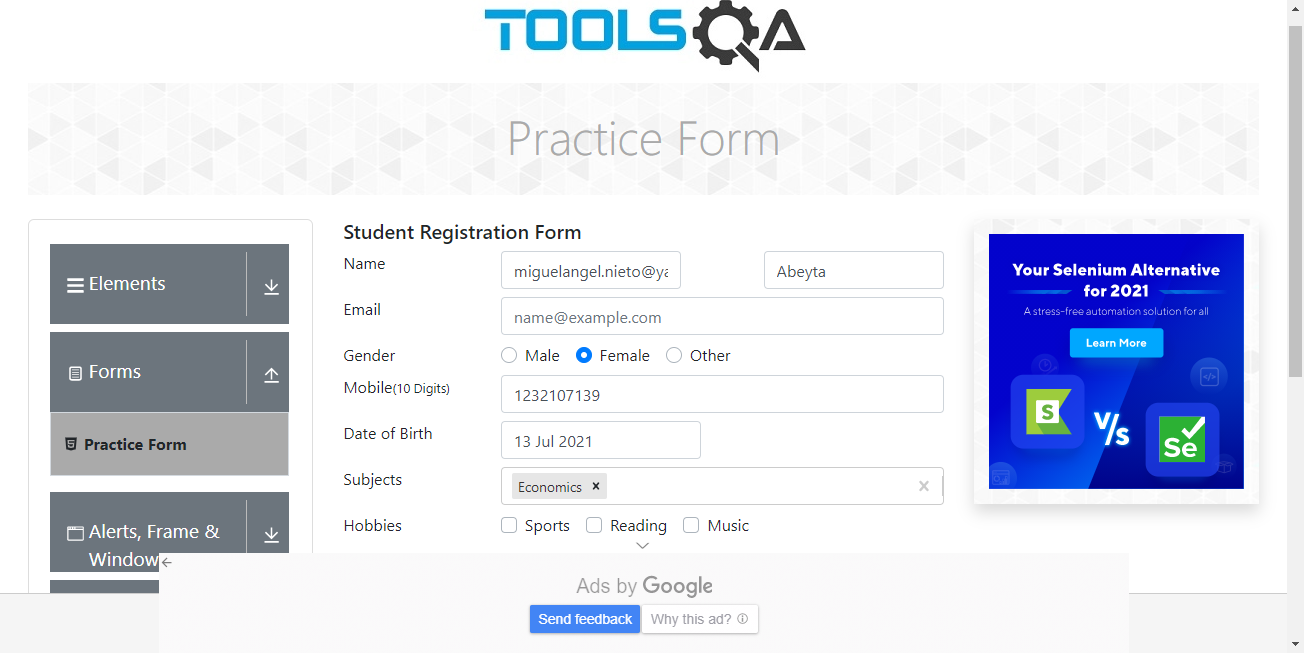 TOOLSQA
Practice Form
Elements
Forms
Practice Form
Alerts, Frame &
Window
Student Registration Form
Name
miguelangel.nieto@ya
Abeyta
Email
name@example.com
Gender
Male
Female
Other
Mobile(10 Digits)
1232107139
Date of Birth
13 Jul 2021
Subjects
Economics
Hobbies
Sports
Reading
Music
Your Selenium Alternative
for 2021
A stress-free automation solution for all
Learn More
S
V/s
Se
Ads by Google
Send feedback
Why this ad?